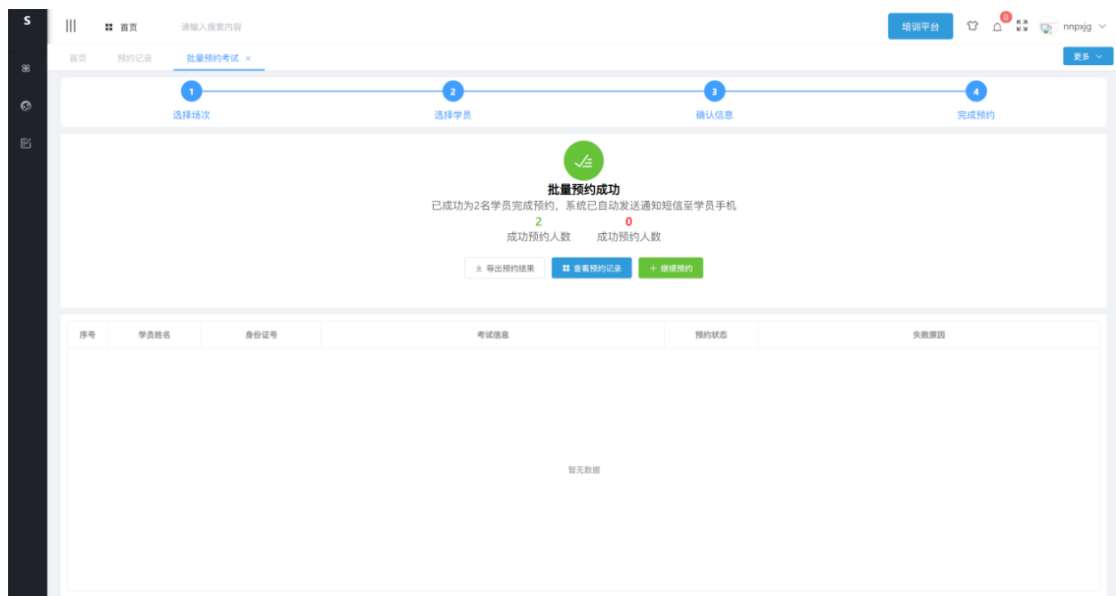 S
首页
请输入搜索内容
培训平台
0
nnpxjg
首页 预约记录 批量预约考试 ×
更多
1 2 3 4
选择场次 选择学员 确认信息 完成预约
批量预约成功
已成功为2名学员完成预约，系统已自动发送通知短信至学员手机
2 0
成功预约人数 成功预约人数
导出预约结果 查看预约记录 + 继续预约
序号 学员姓名 身份证号 考试信息 预约状态 失败原因
暂无数据